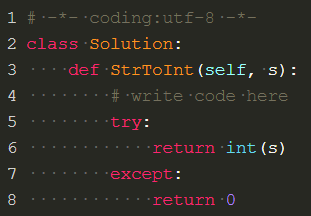 1 # -*- coding:utf-8 -*-
2 class Solution:
3     def StrToInt(self, s):
4         # write code here
5         try:
6             return int(s)
7         except:
8             return 0